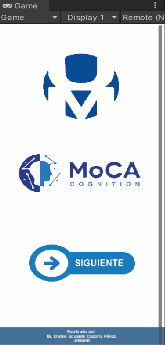 Game
Game Display 1 Remote (N
MoCA
COGNITION
SIGUIENTE
Realizado por: